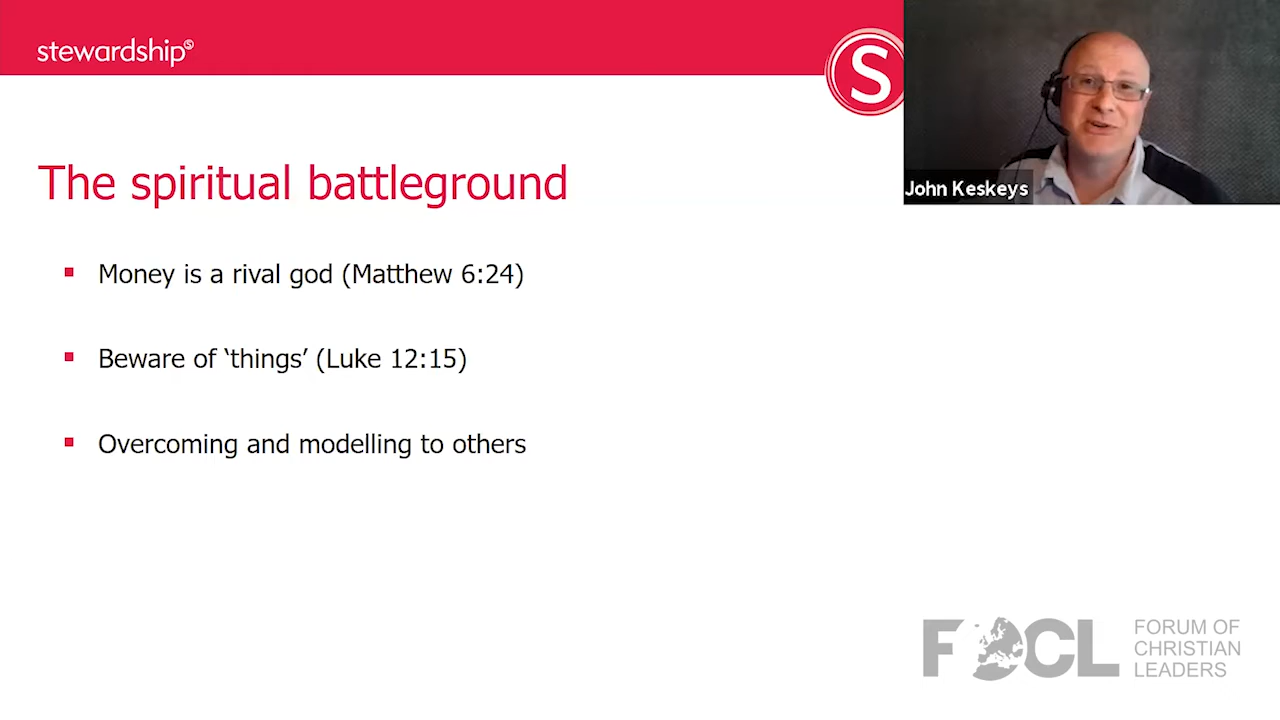 stewardship
S
S
John Keskeys
The spiritual battleground
Money is a rival god (Matthew 6:24)
Beware of ‘things’ (Luke 12:15)
Overcoming and modelling to others
FOCL
FORUM OF
CHRISTIAN
LEADERS